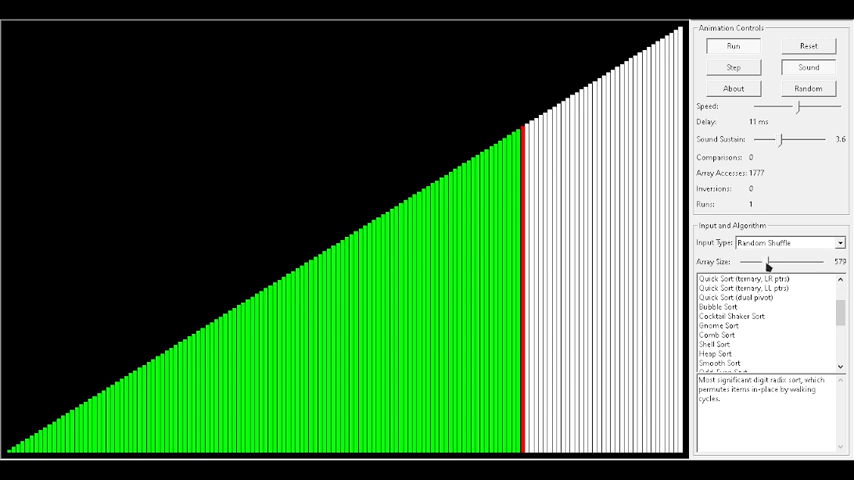 Animation Controls
Run Reset
Step Sound
About Random
Speed:
Delay: 11 ms
Sound Sustain: 3.6
Comparisons: 0
Array Accesses: 1777
Inversions: 0
Runs: 1
Input and Algorithm
Input Type: Random Shuffle
Array Size: 579
Quick Sort (ternary, LR ptrs)
Quick Sort (ternary, LL ptrs)
Quick Sort (dual pivot)
Bubble Sort
Cocktail Shaker Sort
Gnome Sort
Comb Sort
Shell Sort
Heap Sort
Smooth Sort
Odd-Even Sort
Most significant digit radix sort, which
permutes items in-place by walking
cycles.